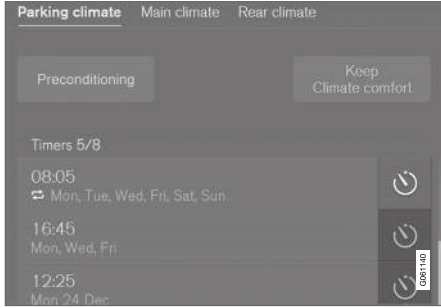 Parking climate Main climate Rear climate
Preconditioning
Keep
Climate comfort
Timers 5/8
08:05
Mon, Tue, Wed, Fri, Sat, Sun
16:45
Mon, Wed, Fri
12:25
Mon 24 Dec
G061140